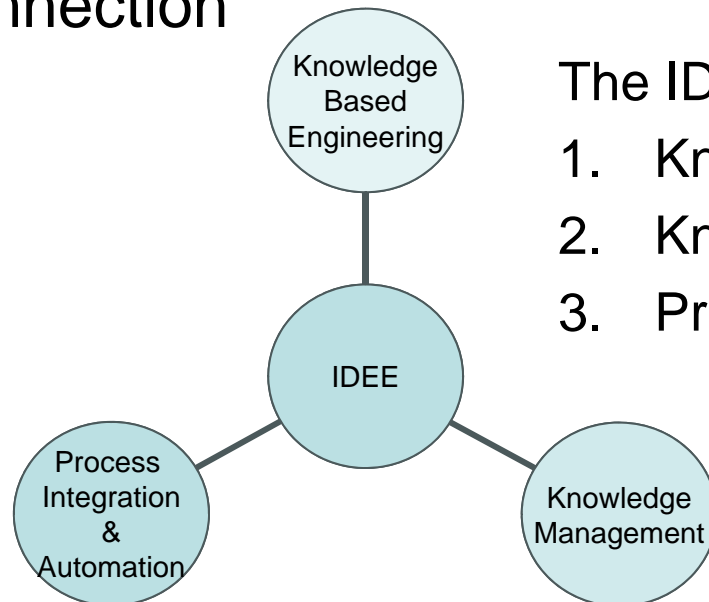 nnection
Knowledge
Based
Engineering
The ID
1. Kn
2. Kn
3. Pr
IDEE
Process
Integration
&
Automation
Knowledge
Management